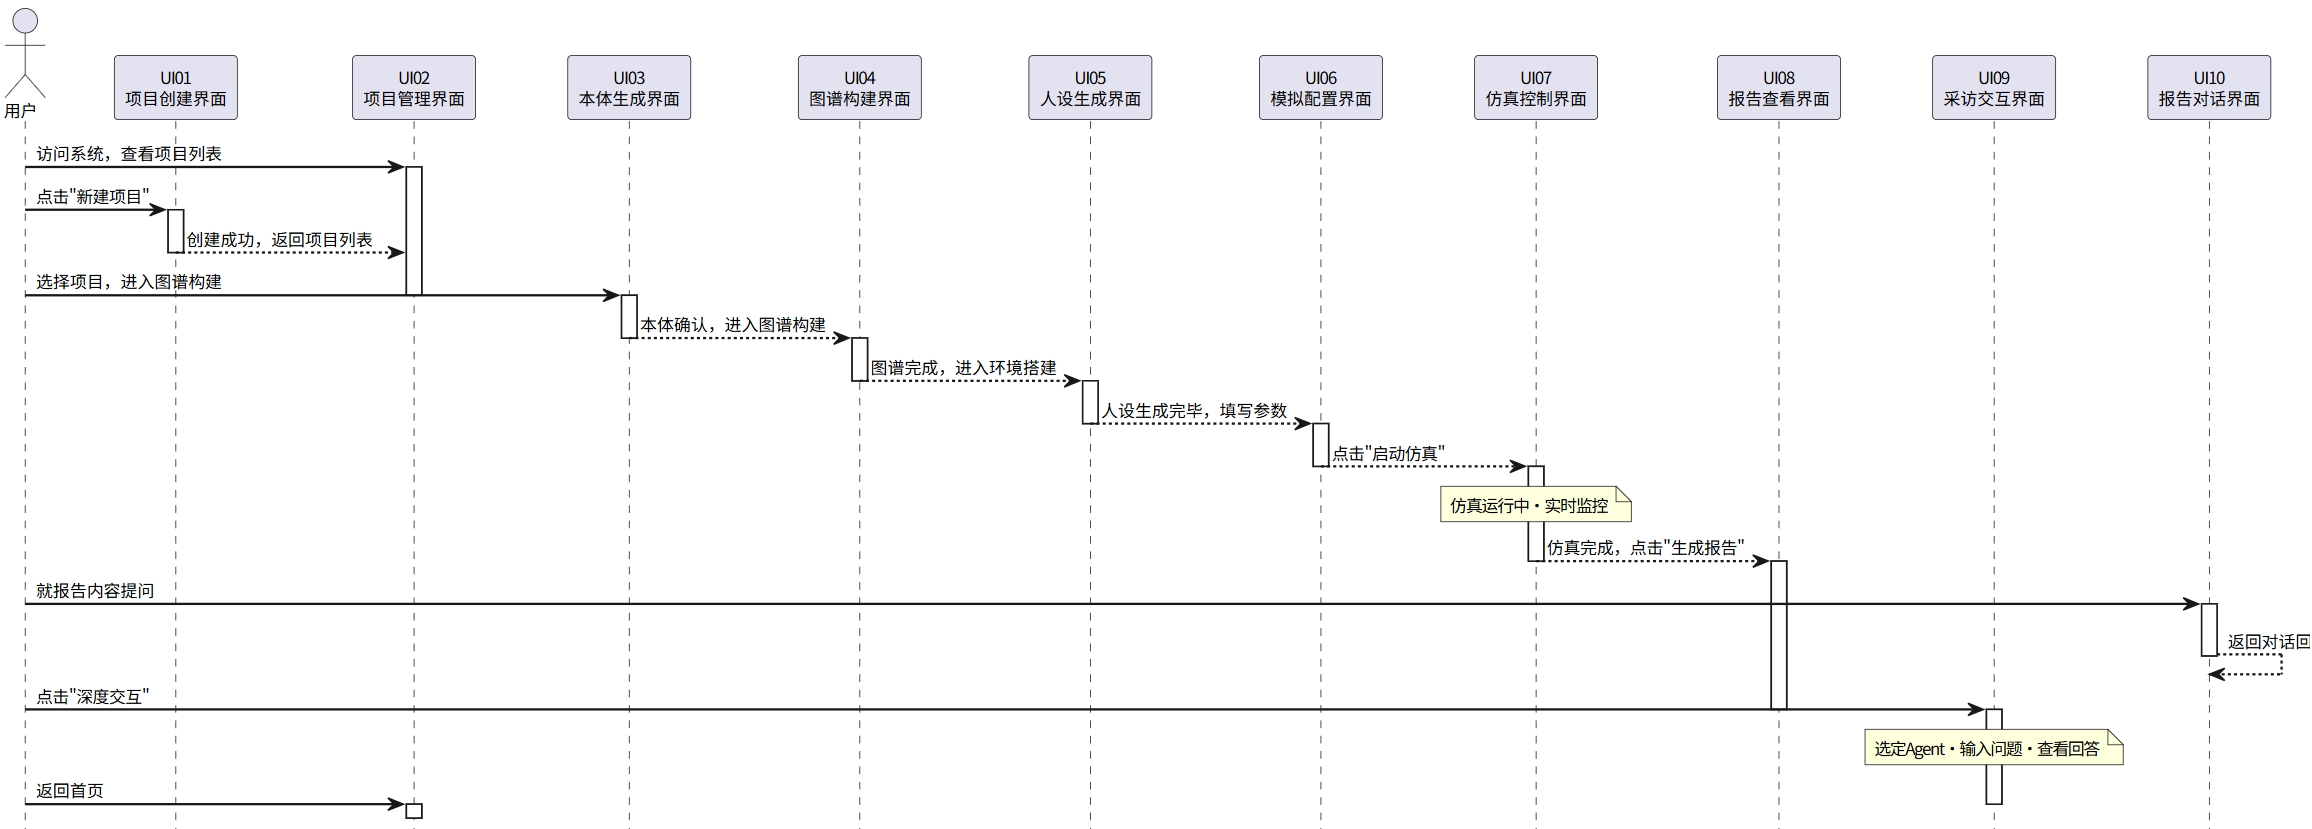 用户
UI01
项目创建界面
UI02
项目管理界面
UI03
本体生成界面
UI04
图谱构建界面
UI05
人设生成界面
UI06
模拟配置界面
UI07
仿真控制界面
UI08
报告查看界面
UI09
采访交互界面
UI10
报告对话界面
访问系统，查看项目列表
点击"新建项目"
创建成功，返回项目列表
选择项目，进入图谱构建
本体确认，进入图谱构建
图谱完成，进入环境搭建
人设生成完毕，填写参数
点击"启动仿真"
仿真运行中·实时监控
仿真完成，点击"生成报告"
就报告内容提问
返回对话回
点击"深度交互"
选定Agent·输入问题·查看回答
返回首页